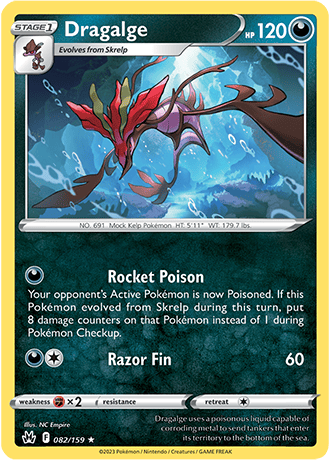 STAGE 1
Dragalge
HP 120
Evolves from Skrelp
NO. 691 Mock Kelp Pokémon HT: 5'11" WT: 179.7 lbs.
Rocket Poison
Your opponent's Active Pokémon is now Poisoned. If this
Pokémon evolved from Skrelp during this turn, put
8 damage counters on that Pokémon instead of 1 during
Pokémon Checkup.
Razor Fin 60
weakness ×2 resistance retreat
Illus. NC Empire
F 082/159 ★
Dragalge uses a poisonous liquid capable of
corroding metal to send tankers that enter
its territory to the bottom of the sea.
©2023 Pokémon / Nintendo / Creatures / GAME FREAK